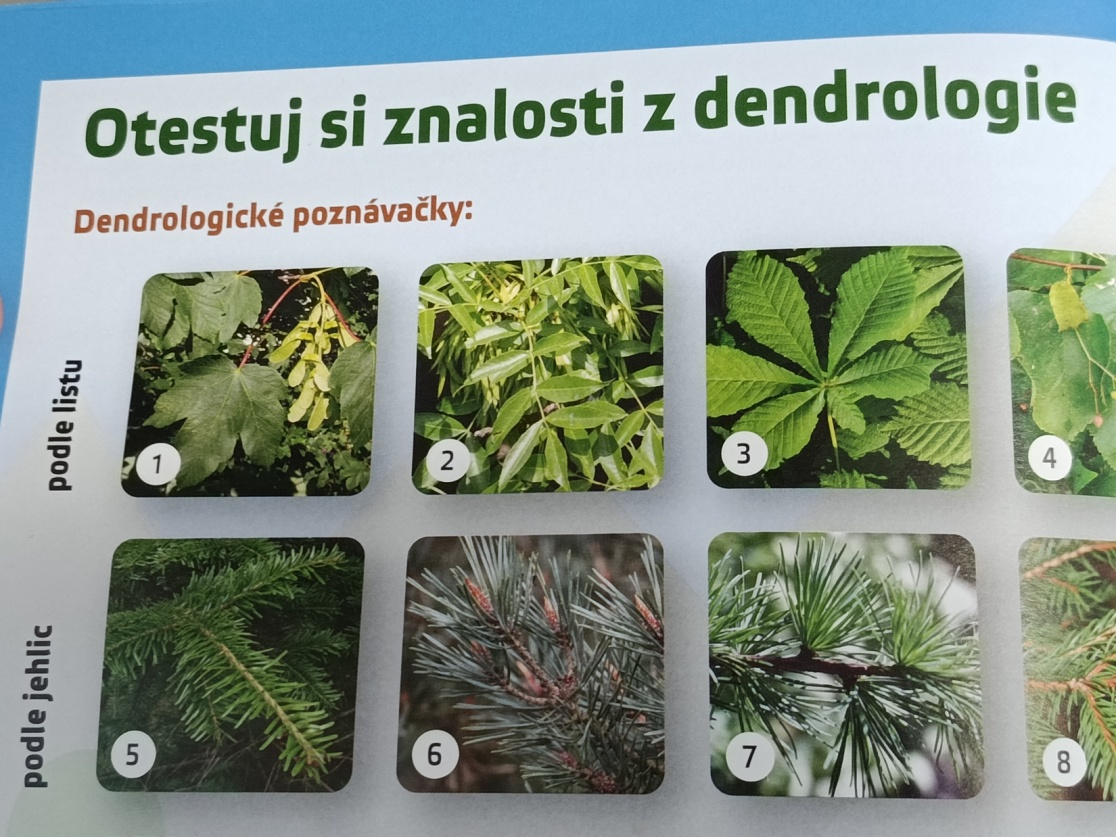 Otestuj si znalosti z dendrologie
Dendrologické poznávačky:
podle listu
1
2
3
4
podle jehlic
5
6
7
8